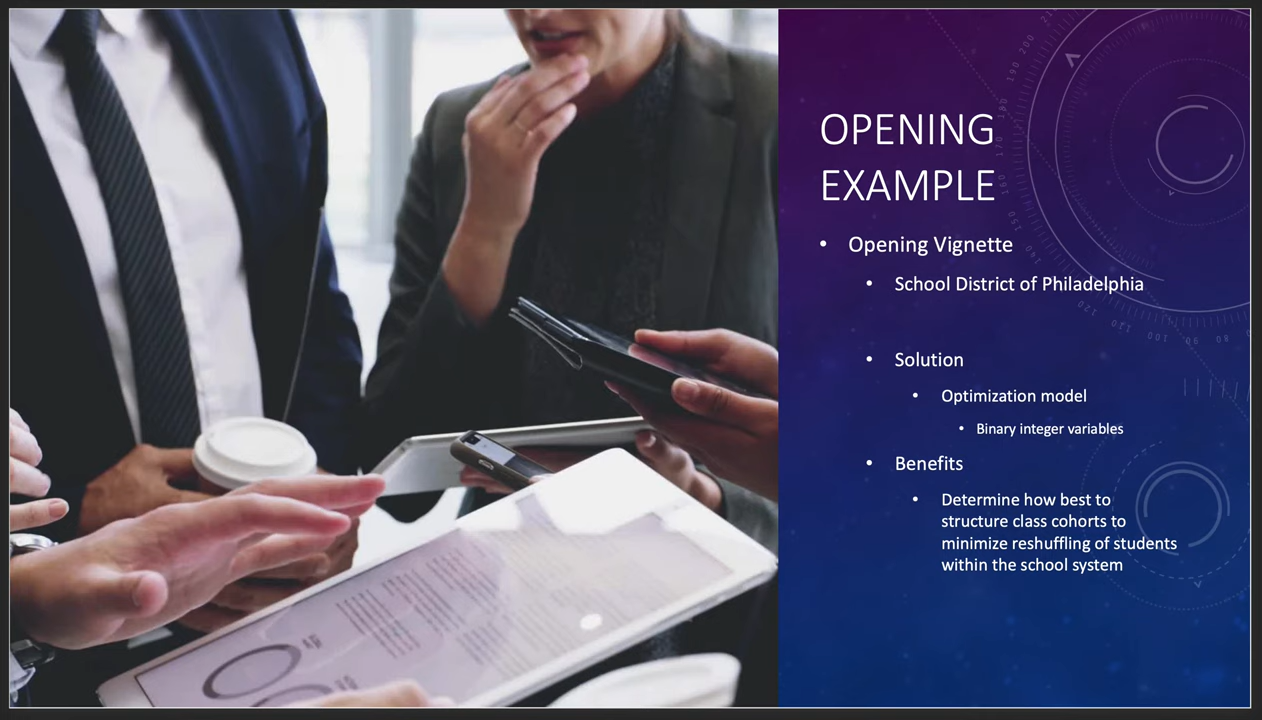 OPENING
EXAMPLE
• Opening Vignette
• School District of Philadelphia
• Solution
• Optimization model
• Binary integer variables
• Benefits
• Determine how best to
structure class cohorts to
minimize reshuffling of students
within the school system